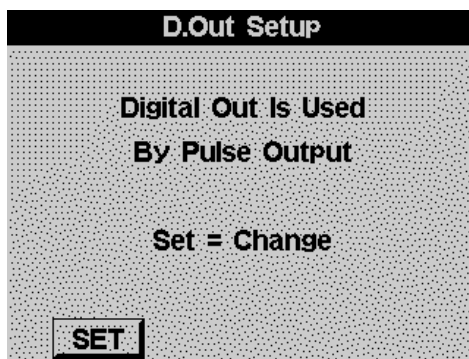 D.Out Setup
Digital Out Is Used
By Pulse Output
Set = Change
SET